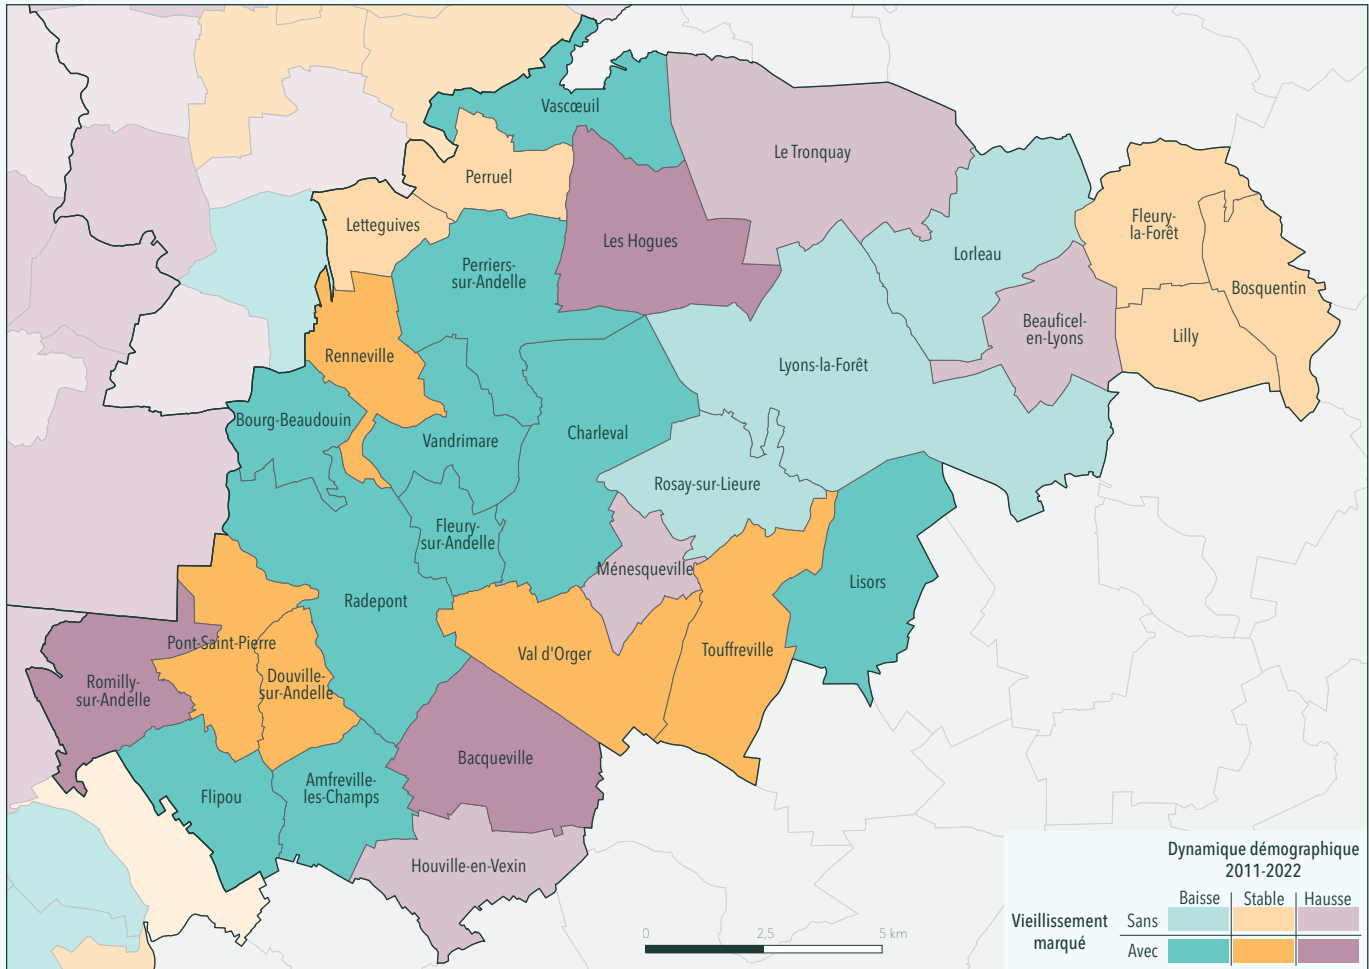 Vascœuil
Le Tronquay
Perruel
Letteguives
Les Hogues
Fleury-
la-Forêt
Lorleau
Perriers-
sur-Andelle
Bosquentin
Beauficel-
en-Lyons
Lilly
Renneville
Lyons-la-Forêt
Bourg-Beaudouin
Vandrimare
Charleval
Rosay-sur-Lieure
Fleury-
sur-Andelle
Ménesqueville
Lisors
Radepont
Pont-Saint-Pierre
Val d'Orger
Touffreville
Romilly-
sur-Andelle
Douville-
sur-Andelle
Bacqueville
Amfreville-
les-Champs
Flipou
Houville-en-Vexin
0 2,5 5 km
Dynamique démographique
2011-2022
Baisse Stable Hausse
Vieillissement
marqué
Sans
Avec